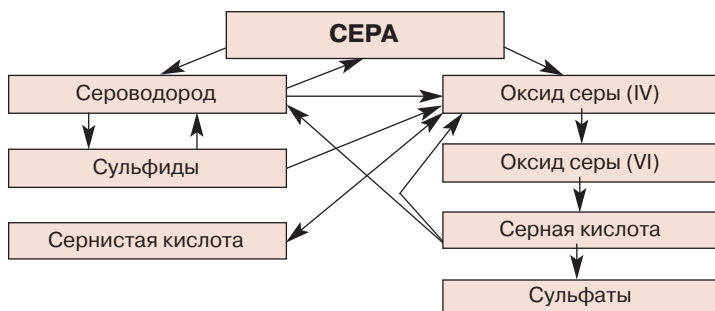 СЕРА
Сероводород
Оксид серы (IV)
Сульфиды
Оксид серы (VI)
Сернистая кислота
Серная кислота
Сульфаты